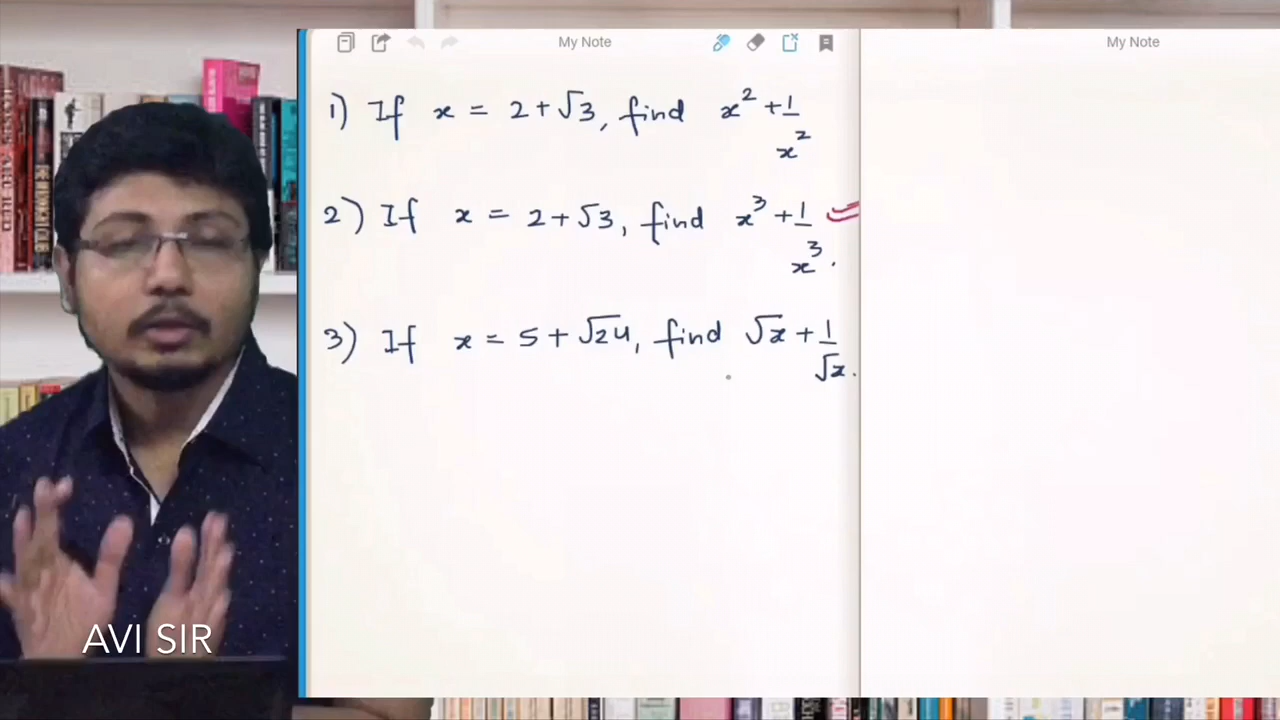 My Note
My Note
1) If x = 2+√3, find x² + 1/x²
2) If x = 2+√3, find x³ + 1/x³.
3) If x = 5+√24, find √x + 1/√x.
AVI SIR